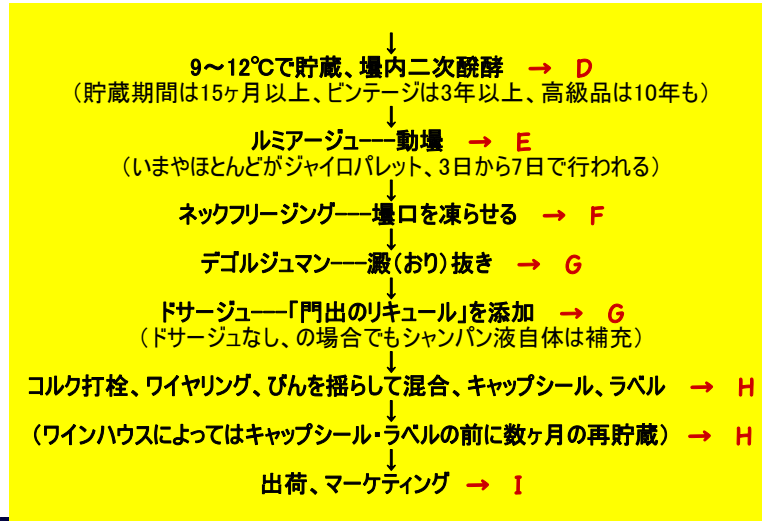 ↓
9～12℃で貯蔵、壜内二次醗酵 → D
（貯蔵期間は15ヶ月以上、ビンテージは3年以上、高級品は10年も）
↓
ルミアージュ---動壜 → E
（いまやほとんどがジャイロパレット、3日から7日で行われる）
↓
ネックフリージング---壜口を凍らせる → F
↓
デゴルジュマン---澱（おり）抜き → G
↓
ドサージュ---「門出のリキュール」を添加 → G
（ドサージュなし、の場合でもシャンパン液自体は補充）
↓
コルク打栓、ワイヤリング、びんを揺らして混合、キャップシール、ラベル → H
↓
（ワインハウスによってはキャップシール・ラベルの前に数ヶ月の再貯蔵） → H
↓
出荷、マーケティング → I